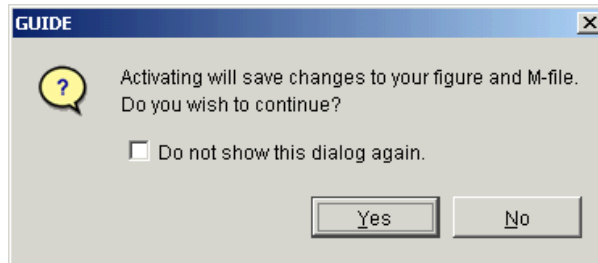 GUIDE
?
Activating will save changes to your figure and M-file.
Do you wish to continue?
Do not show this dialog again.
Yes No